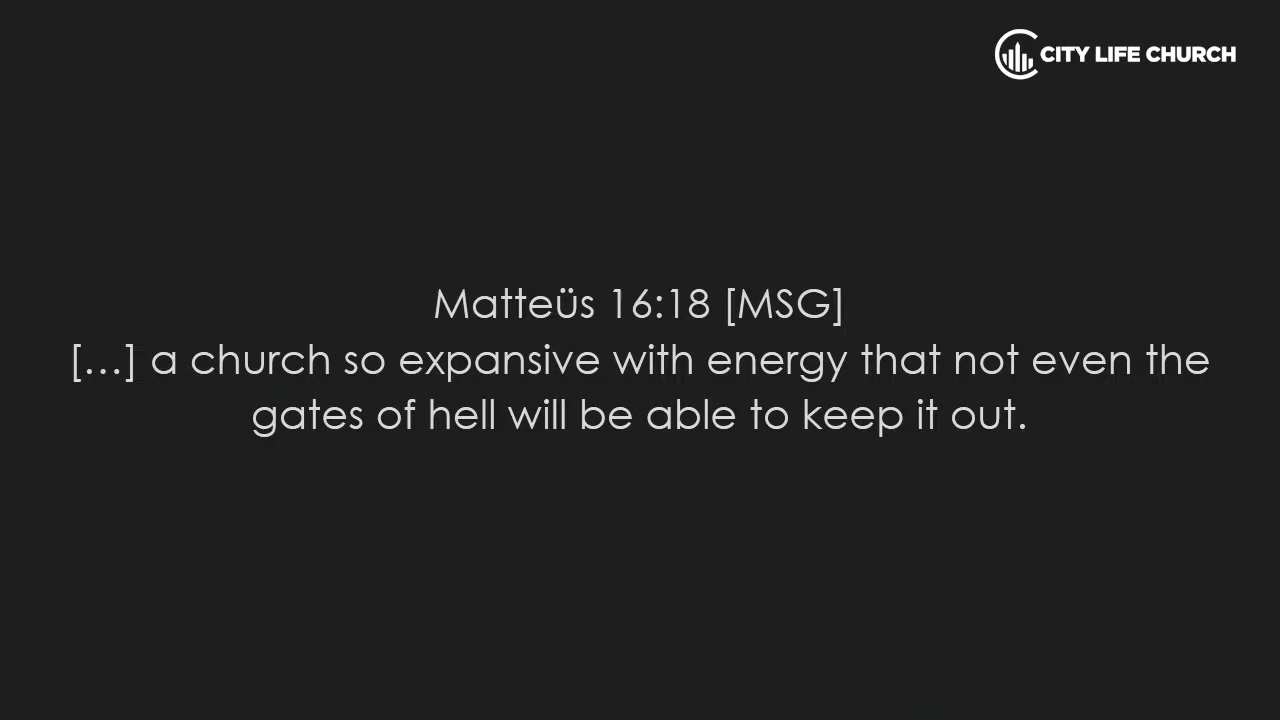 CITY LIFE CHURCH
Matteüs 16:18 [MSG]
[…] a church so expansive with energy that not even the
gates of hell will be able to keep it out.